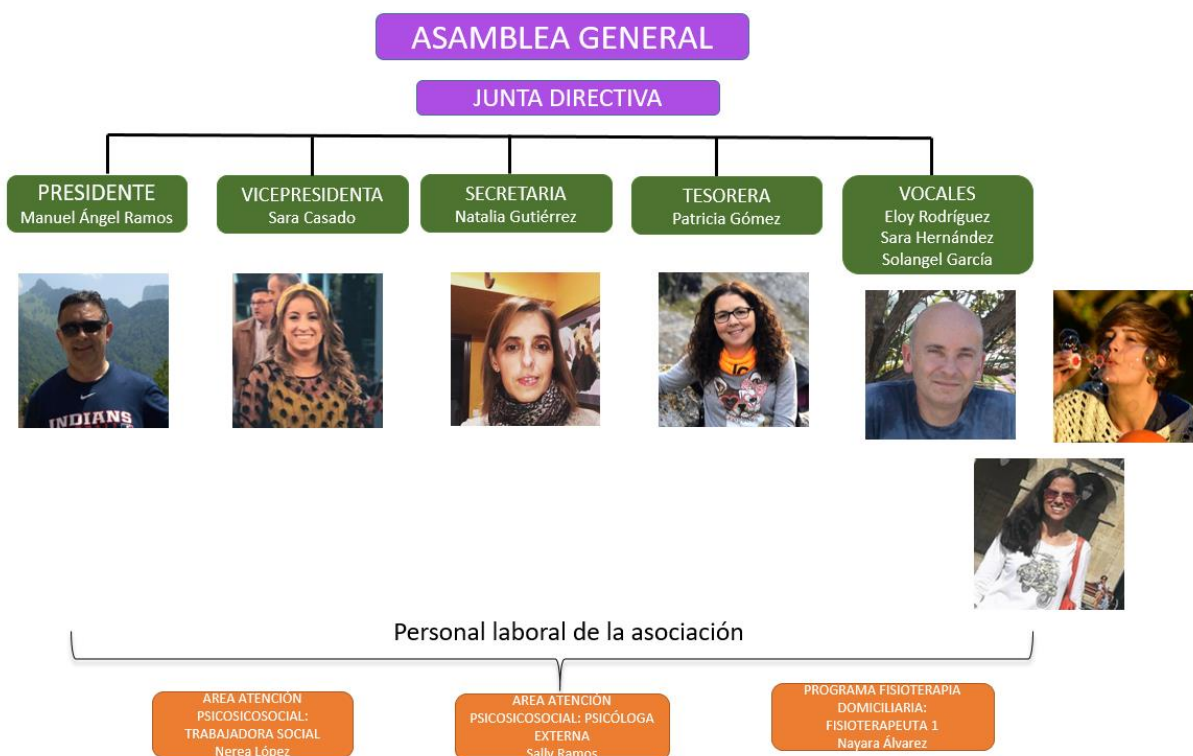 ASAMBLEA GENERAL
JUNTA DIRECTIVA
PRESIDENTE
Manuel Ángel Ramos
VICEPRESIDENTA
Sara Casado
SECRETARIA
Natalia Gutiérrez
TESORERA
Patricia Gómez
VOCALES
Eloy Rodríguez
Sara Hernández
Solangel García
INDIANS
Personal laboral de la asociación
AREA ATENCIÓN
PSICOSICOSOCIAL:
TRABAJADORA SOCIAL
Nerea López
AREA ATENCIÓN
PSICOSICOSOCIAL: PSICÓLOGA
EXTERNA
Sally Ramos
PROGRAMA FISIOTERAPIA
DOMICILIARIA:
FISIOTERAPEUTA 1
Nayara Álvarez